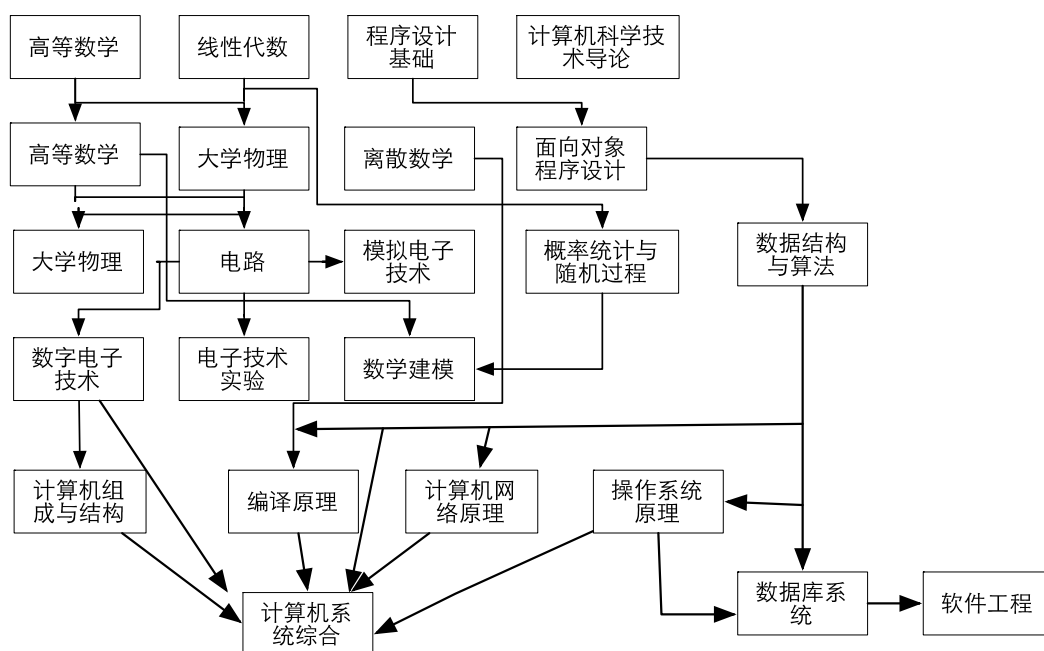 高等数学
线性代数
程序设计
基础
计算机科学技
术导论
高等数学
大学物理
离散数学
面向对象
程序设计
大学物理
电路
模拟电子
技术
概率统计与
随机过程
数据结构
与算法
数字电子
技术
电子技术
实验
数学建模
计算机组
成与结构
编译原理
计算机网
络原理
操作系统
原理
计算机系
统综合
数据库系
统
软件工程